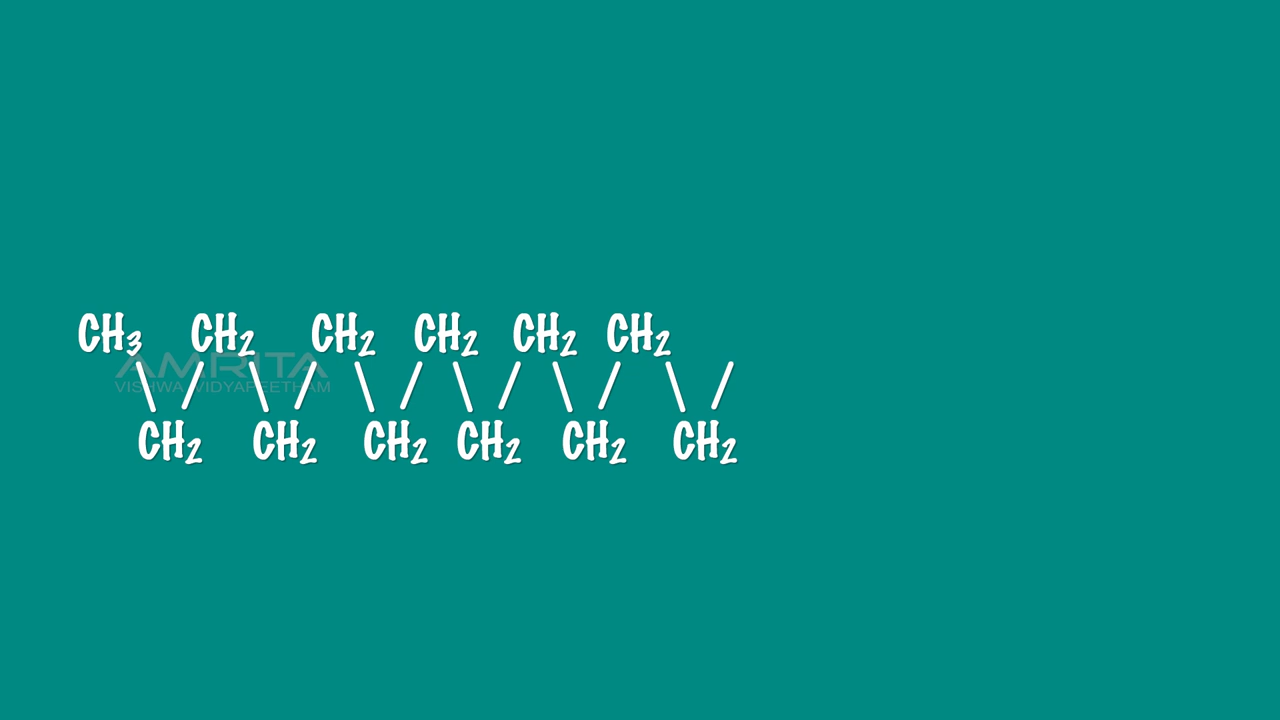 CH₃ CH₂ CH₂ CH₂ CH₂ CH₂
AMRITA
VISHWA VIDYAPEETHAM
CH₂ CH₂ CH₂ CH₂ CH₂ CH₂